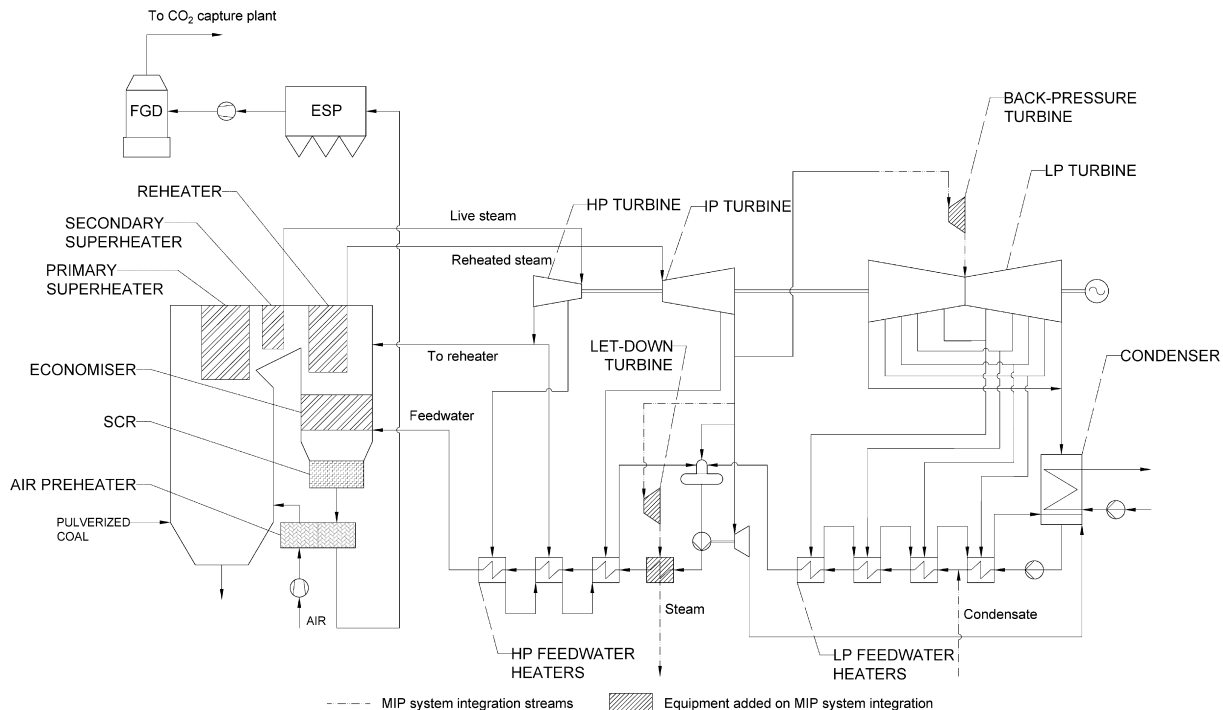 To CO₂ capture plant
FGD
ESP
BACK-PRESSURE
TURBINE
LP TURBINE
REHEATER
SECONDARY
SUPERHEATER
PRIMARY
SUPERHEATER
Live steam
HP TURBINE
IP TURBINE
Reheated steam
LET-DOWN
TURBINE
CONDENSER
To reheater
ECONOMISER
SCR
Feedwater
AIR PREHEATER
PULVERIZED
COAL
AIR
Steam
Condensate
HP FEEDWATER
HEATERS
LP FEEDWATER
HEATERS
MIP system integration streams
Equipment added on MIP system integration